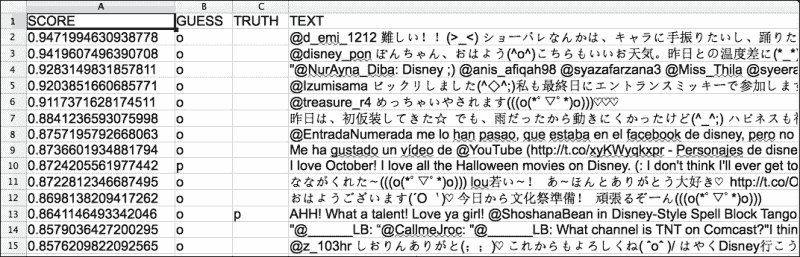 A B C D
1 SCORE GUESS TRUTH TEXT
2 0.9471994630938778 o @d_emi_1212 難しい！！(>_<) ショーパレなんかは、キャラに手振りたいし、踊りた
3 0.9419607496390708 o @disney_pon ぽんちゃん、おはよう(^o^)こちらもいいお天気。昨日との温度差に(*_*)
4 0.9283149831857811 o "@NurAyna_Diba: Disney ;) @anis_afiqah98 @syazafarzana3 @Miss_Thila @syeera
5 0.9203851660685771 o @Izumisama ビックリしました(^◇^;)私も最終日にエントランスミッキーで参加します
6 0.9117371628174511 o @treasure_r4 めっちゃいやされます(((o(*ﾟ▽ﾟ*)o)))♡♡♡
7 0.8841236593075998 o 昨日は、初仮装してきた☆ でも、雨だったから動きにくかったけど(^_^;) ハピネスも
8 0.8757195792668063 o @EntradaNumerada me lo han pasao, que estaba en el facebook de disney, pero no
9 0.8736601934881794 o Me ha gustado un vídeo de @YouTube (http://t.co/xyKWyqkxpr - Personajes de disne
10 0.8724205561977442 p I love October! I love all the Halloween movies on Disney. (: I don't think I'll ever get to
11 0.8722812346687495 o なながくれた~(((o(*ﾟ▽ﾟ*)o))) lou若い~！ あ~ほんとありがとう大好き♡ http://t.co/
12 0.8698138209417262 o おはようございます(´O｀)♡ 今日から文化祭準備！ 頑張るぞーん(((o(*ﾟ▽ﾟ*)o)))
13 0.8641146493342046 o p AHH! What a talent! Love ya girl! @ShoshanaBean in Disney-Style Spell Block Tango
14 0.8579036427200295 o "@______LB: "@CallmeJroc: "@______LB: What channel is TNT on Comcast?"I thin
15 0.8576209822092565 o @z_103hr しおりんありがと(；；)♡ これからもよろしくね( ˆoˆ )/ はやくDisney行こう